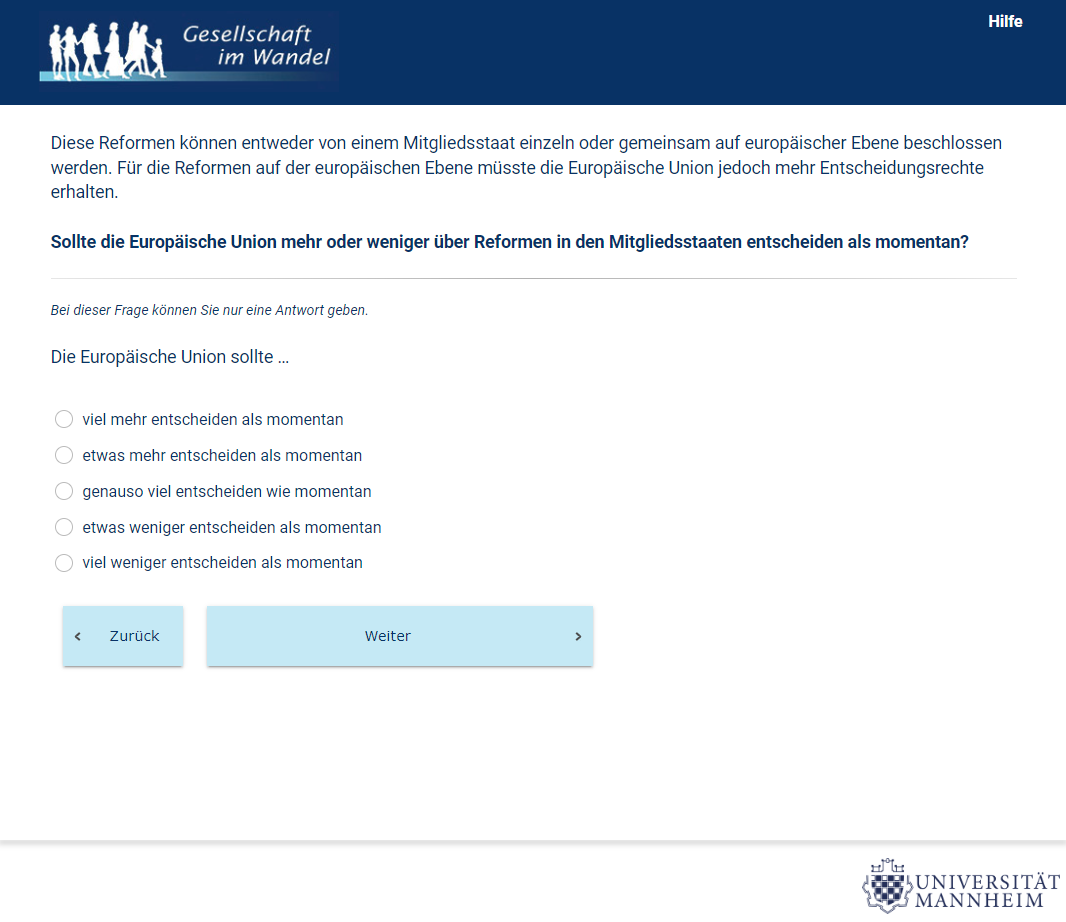 Gesellschaft
im Wandel
Hilfe
Diese Reformen können entweder von einem Mitgliedsstaat einzeln oder gemeinsam auf europäischer Ebene beschlossen
werden. Für die Reformen auf der europäischen Ebene müsste die Europäische Union jedoch mehr Entscheidungsrechte
erhalten.
Sollte die Europäische Union mehr oder weniger über Reformen in den Mitgliedsstaaten entscheiden als momentan?
Bei dieser Frage können Sie nur eine Antwort geben.
Die Europäische Union sollte ...
viel mehr entscheiden als momentan
etwas mehr entscheiden als momentan
genauso viel entscheiden wie momentan
etwas weniger entscheiden als momentan
viel weniger entscheiden als momentan
‹ Zurück
Weiter ›
UNIVERSITÄT
MANNHEIM